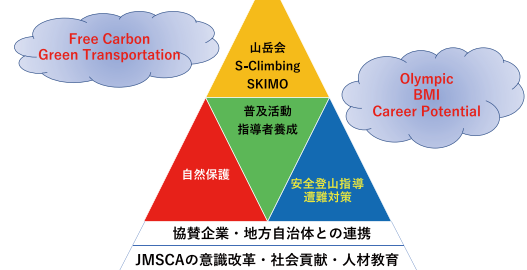 Free Carbon
Green Transportation
山岳会
S-Climbing
SKIMO
Olympic
BMI
Career Potential
普及活動
指導者養成
自然保護
安全登山指導
遭難対策
協賛企業・地方自治体との連携
JMSCAの意識改革・社会貢献・人材教育